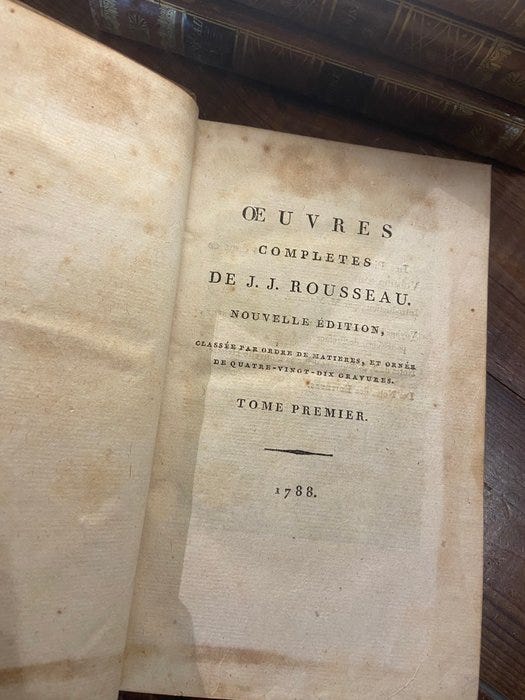 ŒUVRES
COMPLETES
DE J. J. ROUSSEAU.
NOUVELLE ÉDITION,
CLASSÉE PAR ORDRE DE MATIERES, ET ORNÉE
DE QUATRE-VINGT-DIX GRAVURES.
TOME PREMIER.
1788.